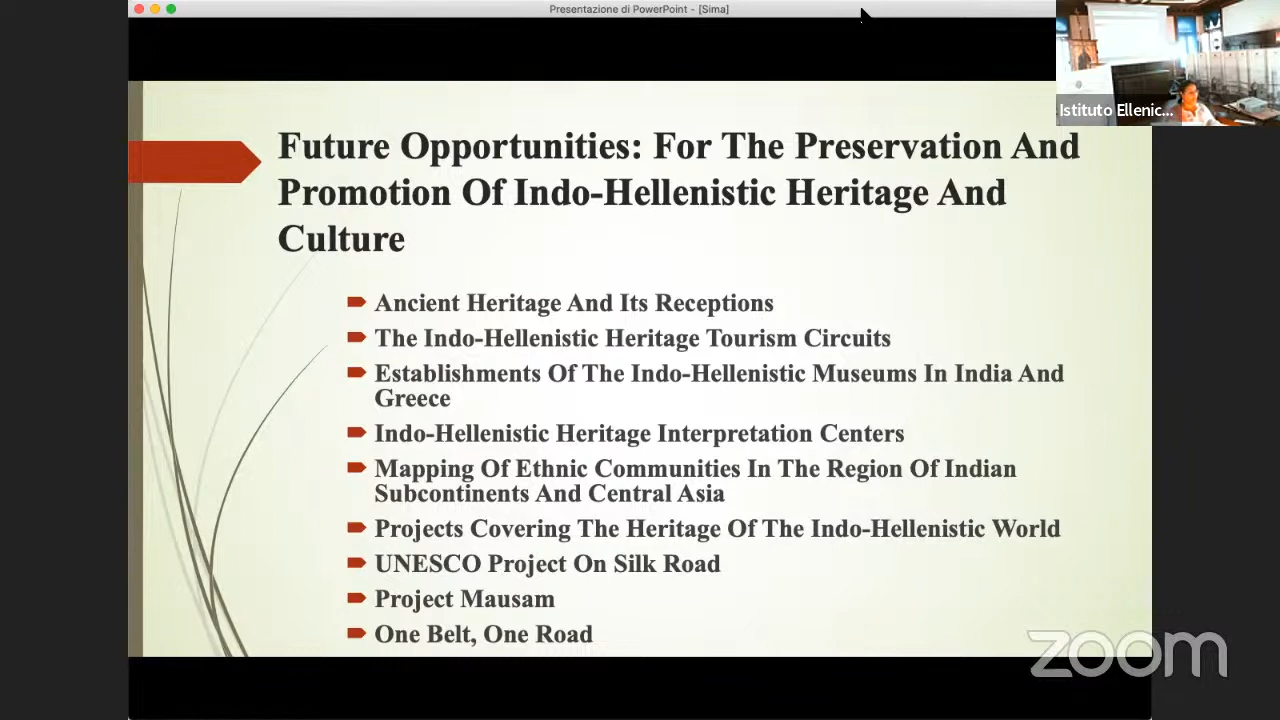 Presentazione di PowerPoint - [Sima]
Istituto Ellenic...
Future Opportunities: For The Preservation And
Promotion Of Indo-Hellenistic Heritage And
Culture
Ancient Heritage And Its Receptions
The Indo-Hellenistic Heritage Tourism Circuits
Establishments Of The Indo-Hellenistic Museums In India And
Greece
Indo-Hellenistic Heritage Interpretation Centers
Mapping Of Ethnic Communities In The Region Of Indian
Subcontinents And Central Asia
Projects Covering The Heritage Of The Indo-Hellenistic World
UNESCO Project On Silk Road
Project Mausam
One Belt, One Road
zoom